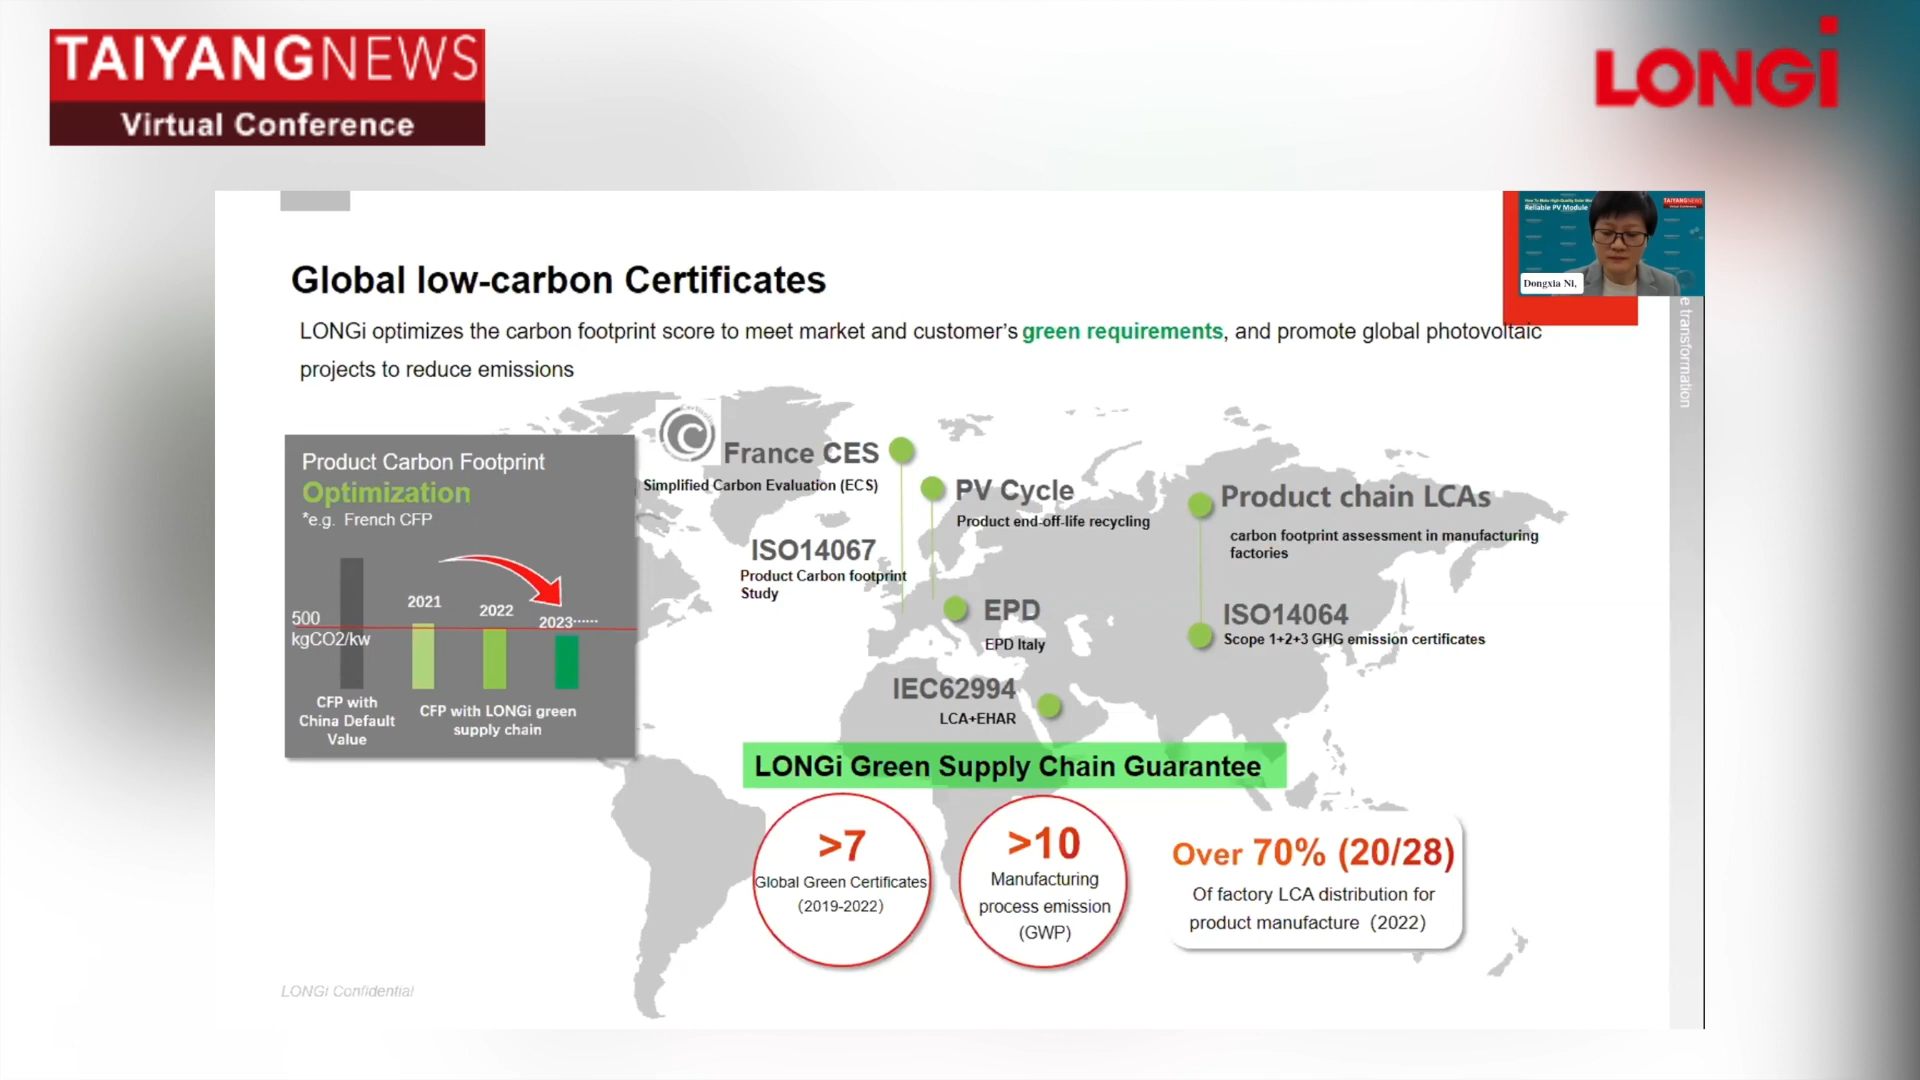 TAIYANGNEWS
Virtual Conference
LONGi
Reliable PV Module
TAIYANGNEWS
Dongxia Ni,
e transformation
Global low-carbon Certificates
LONGi optimizes the carbon footprint score to meet market and customer's green requirements, and promote global photovoltaic
projects to reduce emissions
Product Carbon Footprint
Optimization
*e.g. French CFP
2021
2022
2023······
500
kgCO2/kw
CFP with
China Default
Value
CFP with LONGi green
supply chain
France CES
Simplified Carbon Evaluation (ECS)
PV Cycle
Product end-off-life recycling
ISO14067
Product Carbon footprint
Study
EPD
EPD Italy
IEC62994
LCA+EHAR
Product chain LCAs
carbon footprint assessment in manufacturing
factories
ISO14064
Scope 1+2+3 GHG emission certificates
LONGi Green Supply Chain Guarantee
>7
Global Green Certificates
(2019-2022)
>10
Manufacturing
process emission
(GWP)
Over 70% (20/28)
Of factory LCA distribution for
product manufacture (2022)
LONGi Confidential